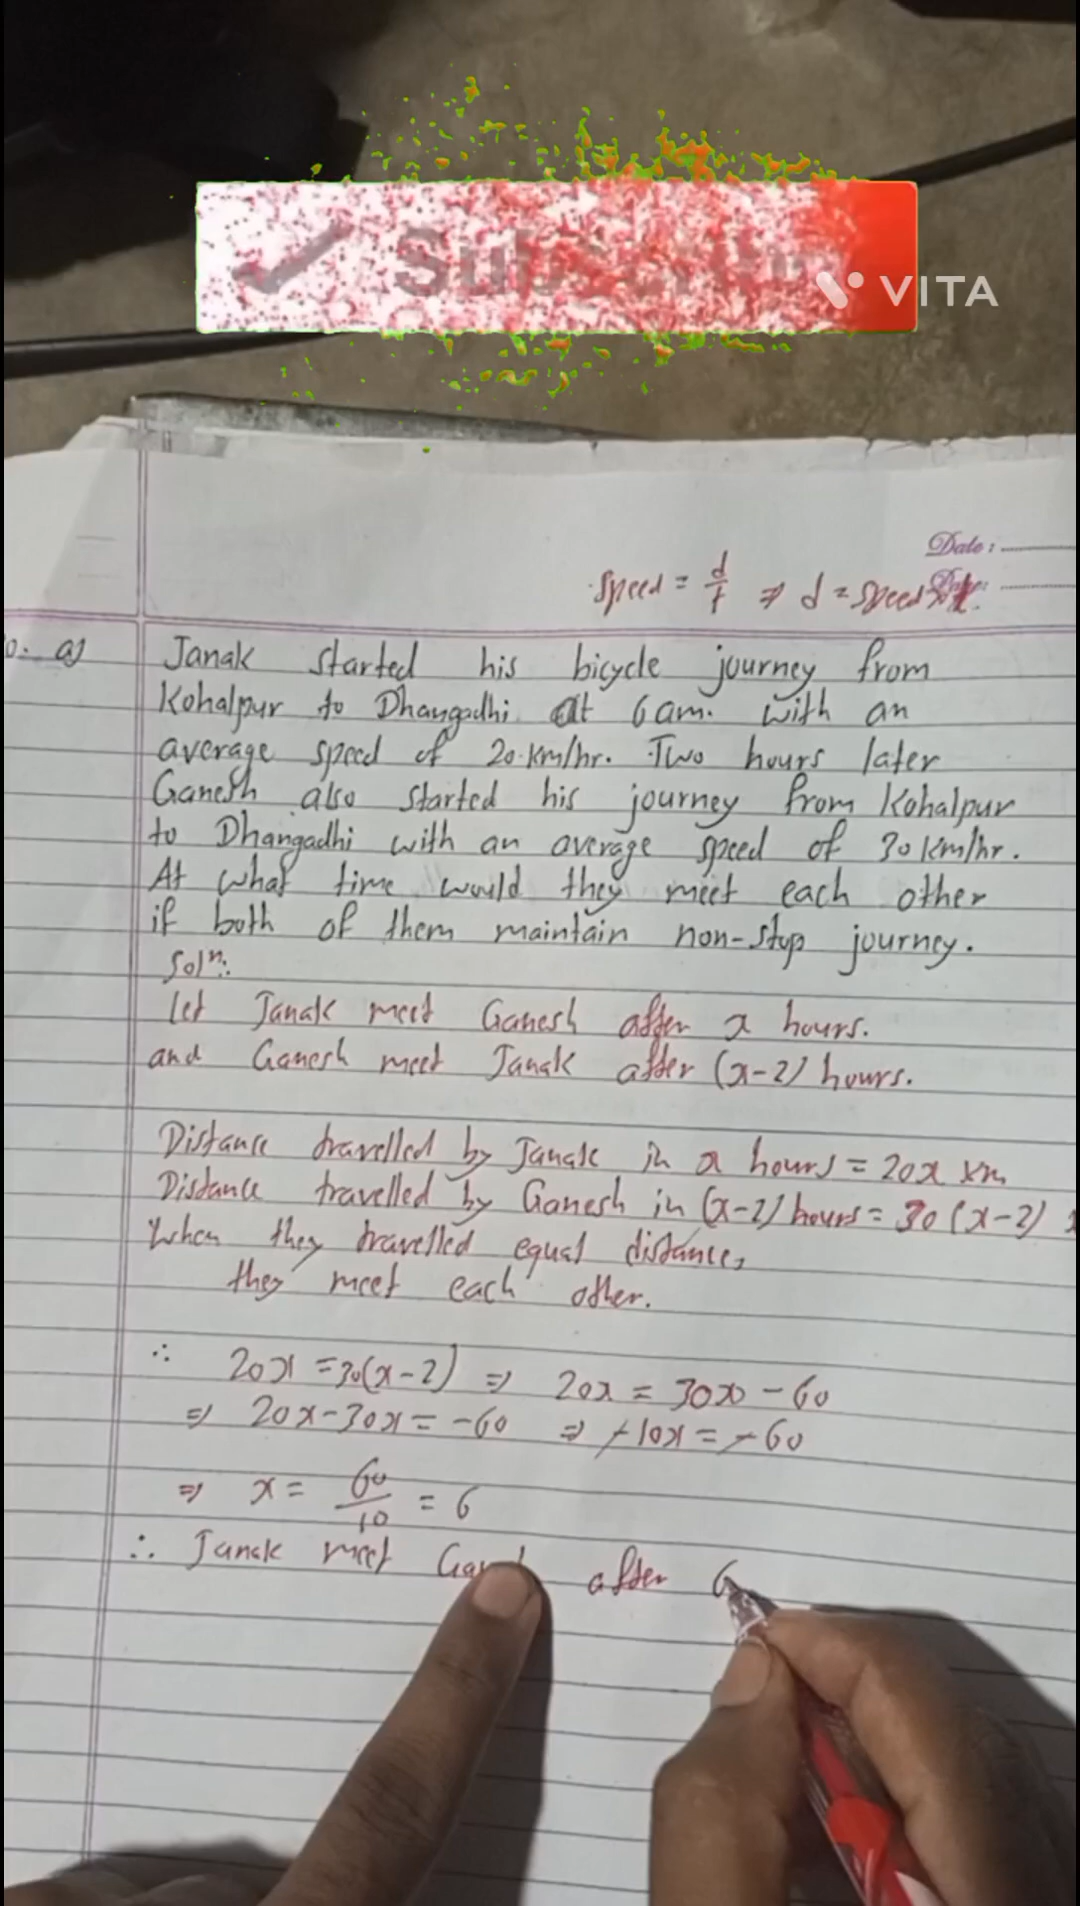 VITA
Date:
speed = d/t ⇒ d = speed
a) Janak started his bicycle journey from
Kohalpur to Dhangadhi at 6 am. with an
average speed of 20 km/hr. Two hours later
Ganesh also started his journey from Kohalpur
to Dhangadhi with an average speed of 30 km/hr.
At what time would they meet each other
if both of them maintain non-stop journey.
Solⁿ:
Let Janak meet Ganesh after x hours.
and Ganesh meet Janak after (x-2) hours.
Distance travelled by Janak in x hours = 20x km
Distance travelled by Ganesh in (x-2) hours = 30(x-2)
When they travelled equal distance,
they meet each other.
∴ 20x = 30(x-2) ⇒ 20x = 30x - 60
⇒ 20x - 30x = -60 ⇒ -10x = -60
⇒ x = 60/10 = 6
∴ Janak meet after 6